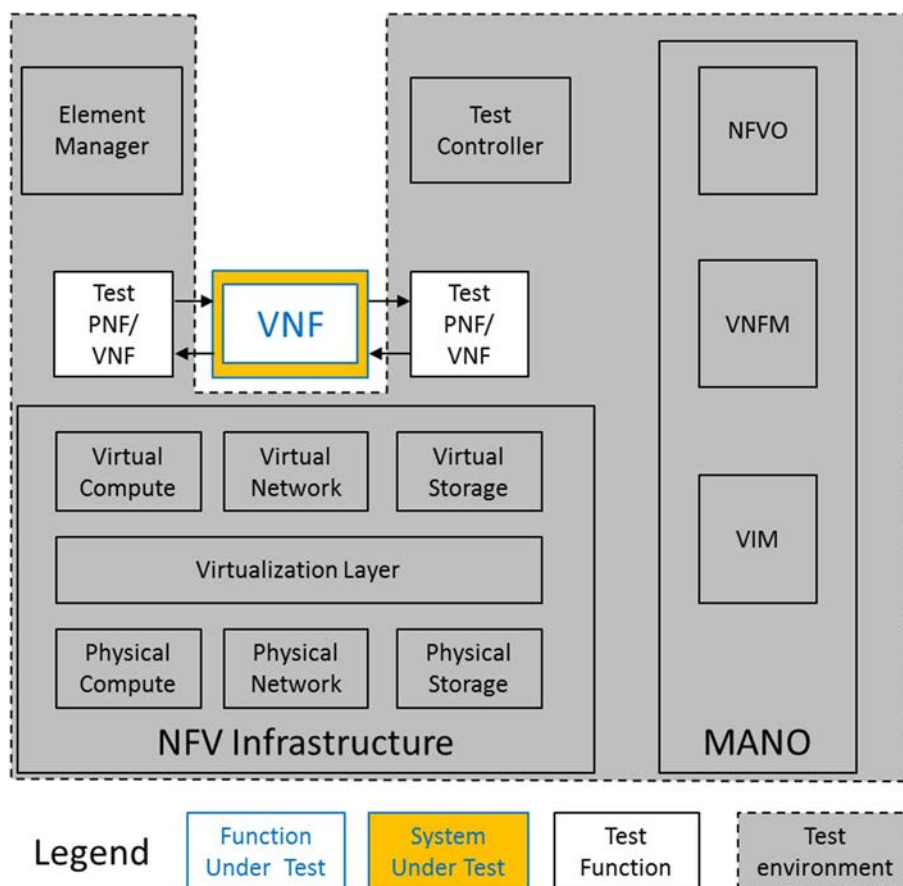 Element
Manager
Test
Controller
NFVO
Test
PNF/
VNF
VNF
Test
PNF/
VNF
VNFM
Virtual
Compute
Virtual
Network
Virtual
Storage
VIM
Virtualization Layer
Physical
Compute
Physical
Network
Physical
Storage
NFV Infrastructure
MANO
Legend
Function
Under Test
System
Under Test
Test
Function
Test
environment